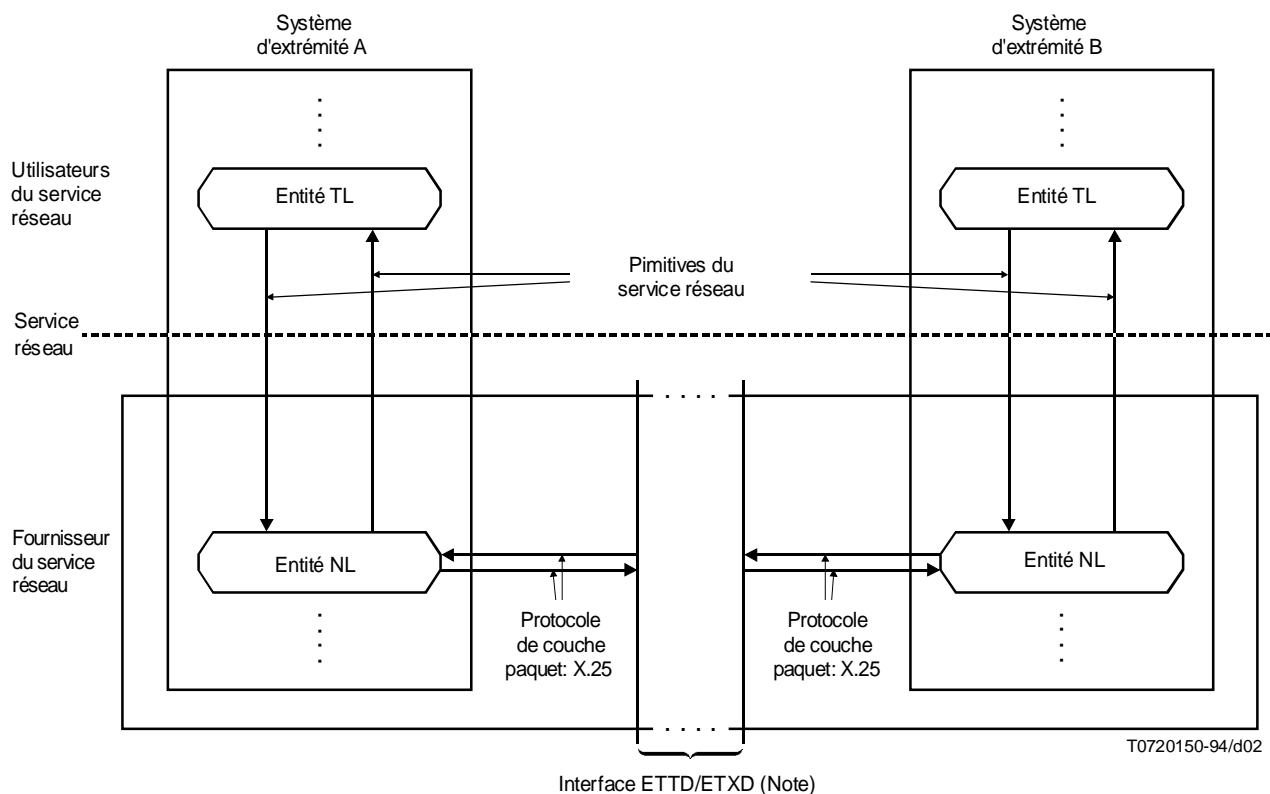 Système
d'extrémité A
Système
d'extrémité B
Utilisateurs
du service
réseau
Entité TL
Entité TL
Pimitives du
service réseau
Service
réseau
Fournisseur
du service
réseau
Entité NL
Entité NL
Protocole
de couche
paquet: X.25
Protocole
de couche
paquet: X.25
T0720150-94/d02
Interface ETTD/ETXD (Note)